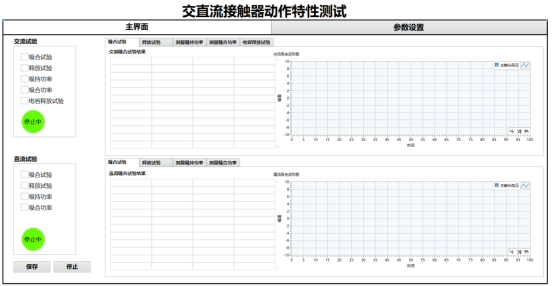 交直流接触器动作特性测试
主界面 参数设置
交流试验
吸合试验
释放试验
吸持功率
吸合功率
电容释放试验
停止中
吸合试验 释放试验 测量吸持功率 测量吸合功率 电容释放试验
交流吸合试验结果
交流吸合波形图
主触头电压
幅值
10
8
6
4
2
0
-2
-4
-6
-8
-10
0 5 10 15 20 25 30 35 40 45 50 55 60 65 70 75 80 85 90 95 100
时间
直流试验
吸合试验
释放试验
吸持功率
吸合功率
停止中
保存 停止
吸合试验 释放试验 测量吸持功率 测量吸合功率
直流吸合试验结果
直流吸合波形图
主触头电压
幅值
10
8
6
4
2
0
-2
-4
-6
-8
-10
0 5 10 15 20 25 30 35 40 45 50 55 60 65 70 75 80 85 90 95 100
时间